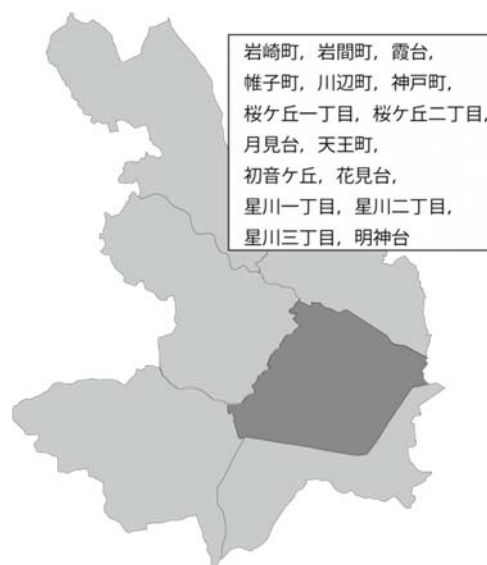 岩崎町，岩間町，霞台，
帷子町，川辺町，神戸町，
桜ケ丘一丁目，桜ケ丘二丁目，
月見台，天王町，
初音ケ丘，花見台，
星川一丁目，星川二丁目，
星川三丁目，明神台